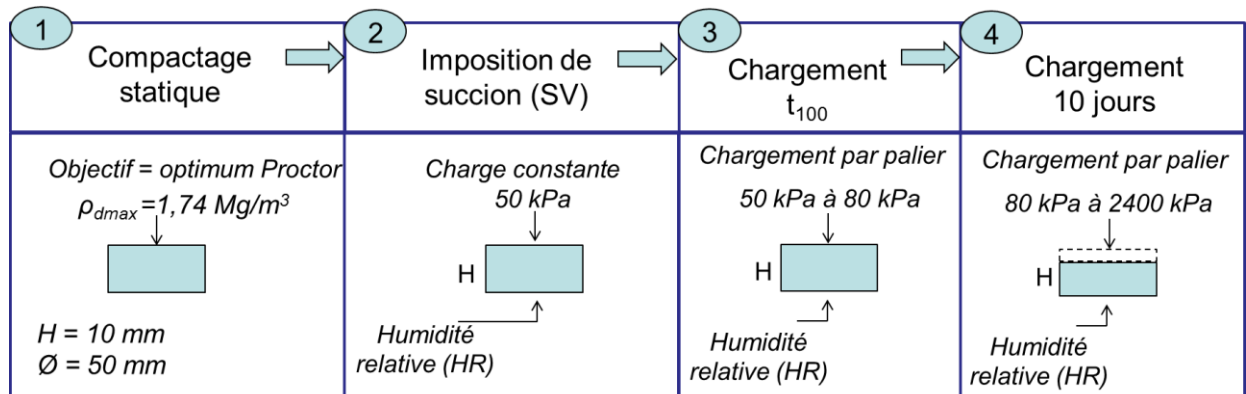 1
Compactage
statique
2
Imposition de
succion (SV)
3
Chargement
t100
4
Chargement
10 jours
Objectif = optimum Proctor
ρdmax =1,74 Mg/m³
H = 10 mm
Ø = 50 mm
Charge constante
50 kPa
H
Humidité
relative (HR)
Chargement par palier
50 kPa à 80 kPa
H
Humidité
relative (HR)
Chargement par palier
80 kPa à 2400 kPa
H
Humidité
relative (HR)